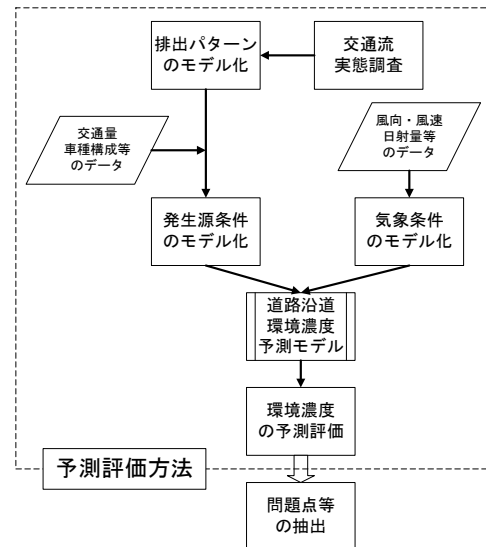 排出パターン
のモデル化
交通流
実態調査
交通量
車種構成等
のデータ
風向・風速
日射量等
のデータ
発生源条件
のモデル化
気象条件
のモデル化
道路沿道
環境濃度
予測モデル
環境濃度
の予測評価
予測評価方法
問題点等
の抽出